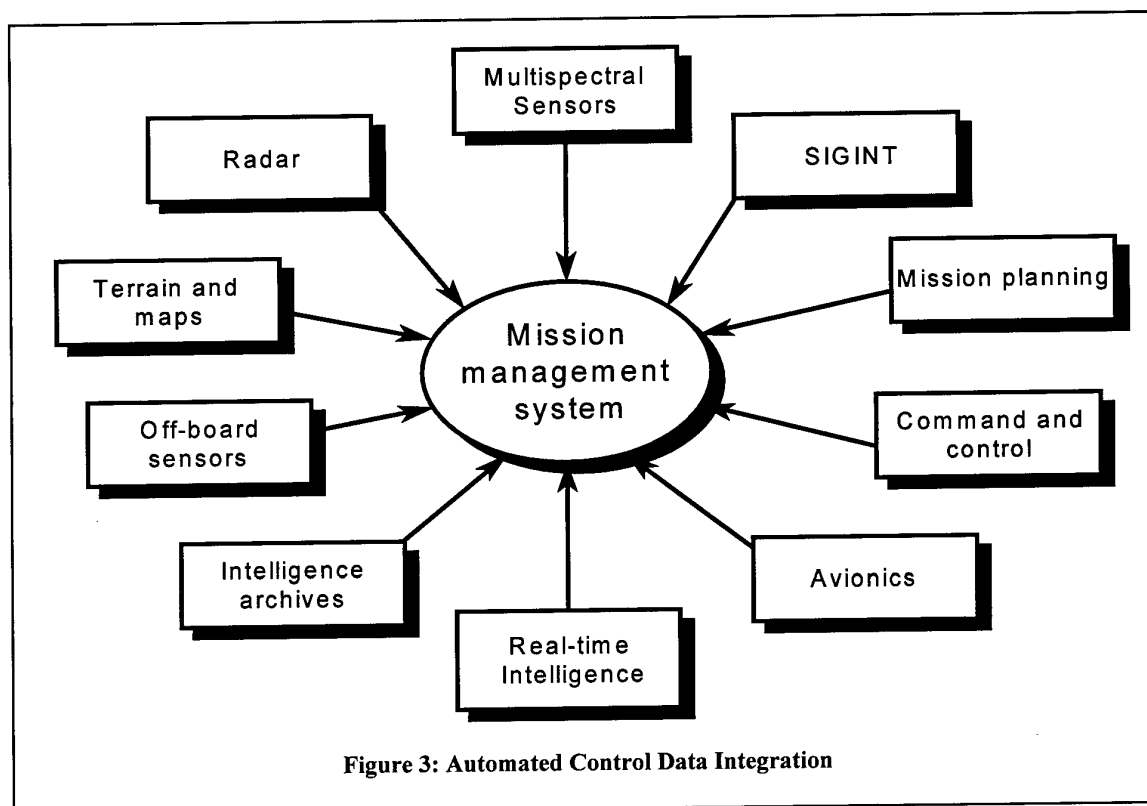 Multispectral
Sensors
Radar
SIGINT
Mission planning
Terrain and
maps
Mission
management
system
Off-board
sensors
Command and
control
Intelligence
archives
Avionics
Real-time
Intelligence
Figure 3: Automated Control Data Integration